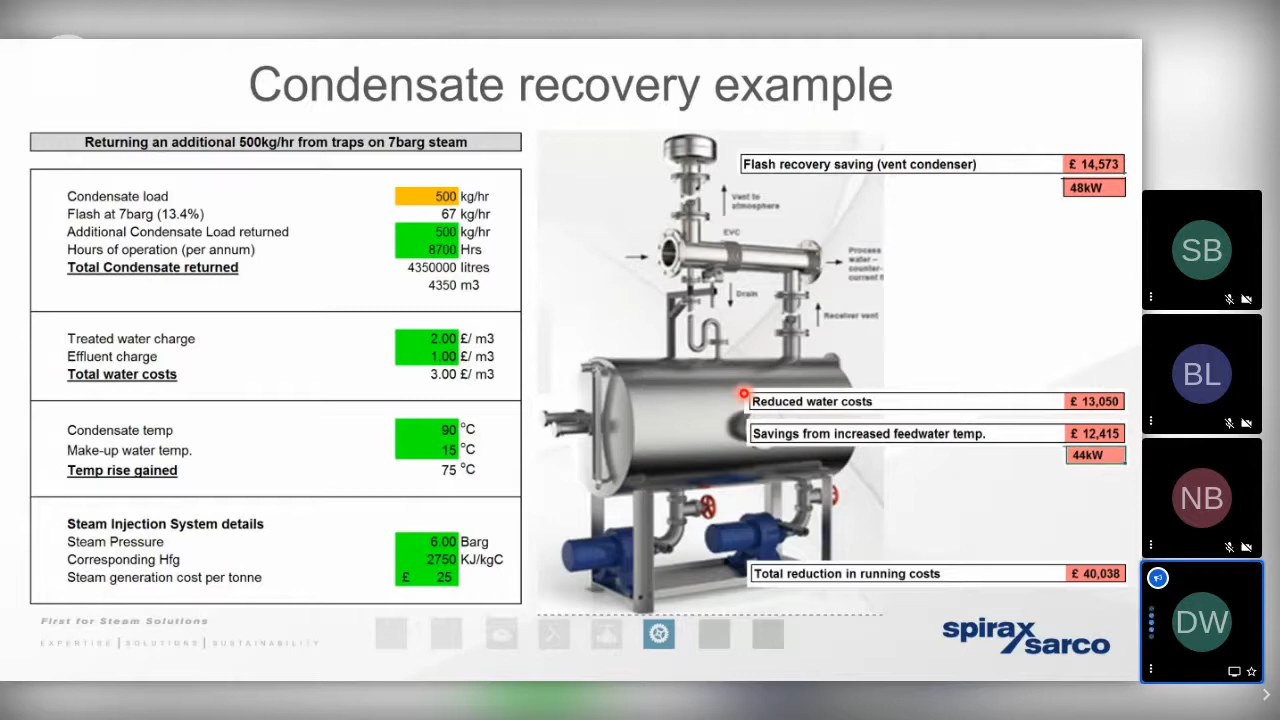 Condensate recovery example
Returning an additional 500kg/hr from traps on 7barg steam
Condensate load 500 kg/hr
Flash at 7barg (13.4%) 67 kg/hr
Additional Condensate Load returned 500 kg/hr
Hours of operation (per annum) 8700 Hrs
Total Condensate returned 4350000 litres
4350 m3
Treated water charge 2.00 £/ m3
Effluent charge 1.00 £/ m3
Total water costs 3.00 £/ m3
Condensate temp 90 °C
Make-up water temp. 15 °C
Temp rise gained 75 °C
Steam Injection System details
Steam Pressure 6.00 Barg
Corresponding Hfg 2750 KJ/kgC
Steam generation cost per tonne £ 25
Flash recovery saving (vent condenser) £ 14,573
48kW
Vent to
atmosphere
EVC
Process
water –
counter-
current
Drain
Receiver vent
Reduced water costs £ 13,050
Savings from increased feedwater temp. £ 12,415
44kW
Total reduction in running costs £ 40,038
First for Steam Solutions
EXPERTISE | SOLUTIONS | SUSTAINABILITY
spirax
sarco
SB
BL
NB
DW